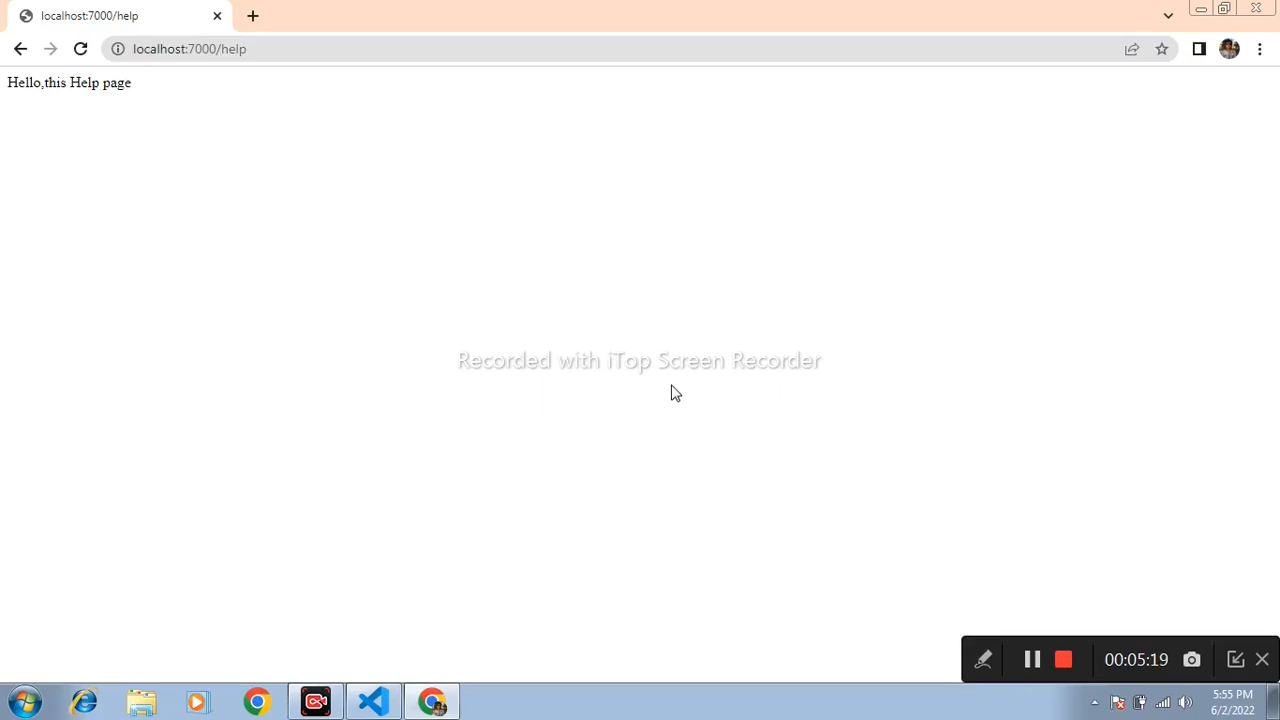 localhost:7000/help
localhost:7000/help
Hello,this Help page
Recorded with iTop Screen Recorder
00:05:19
5:55 PM
6/2/2022